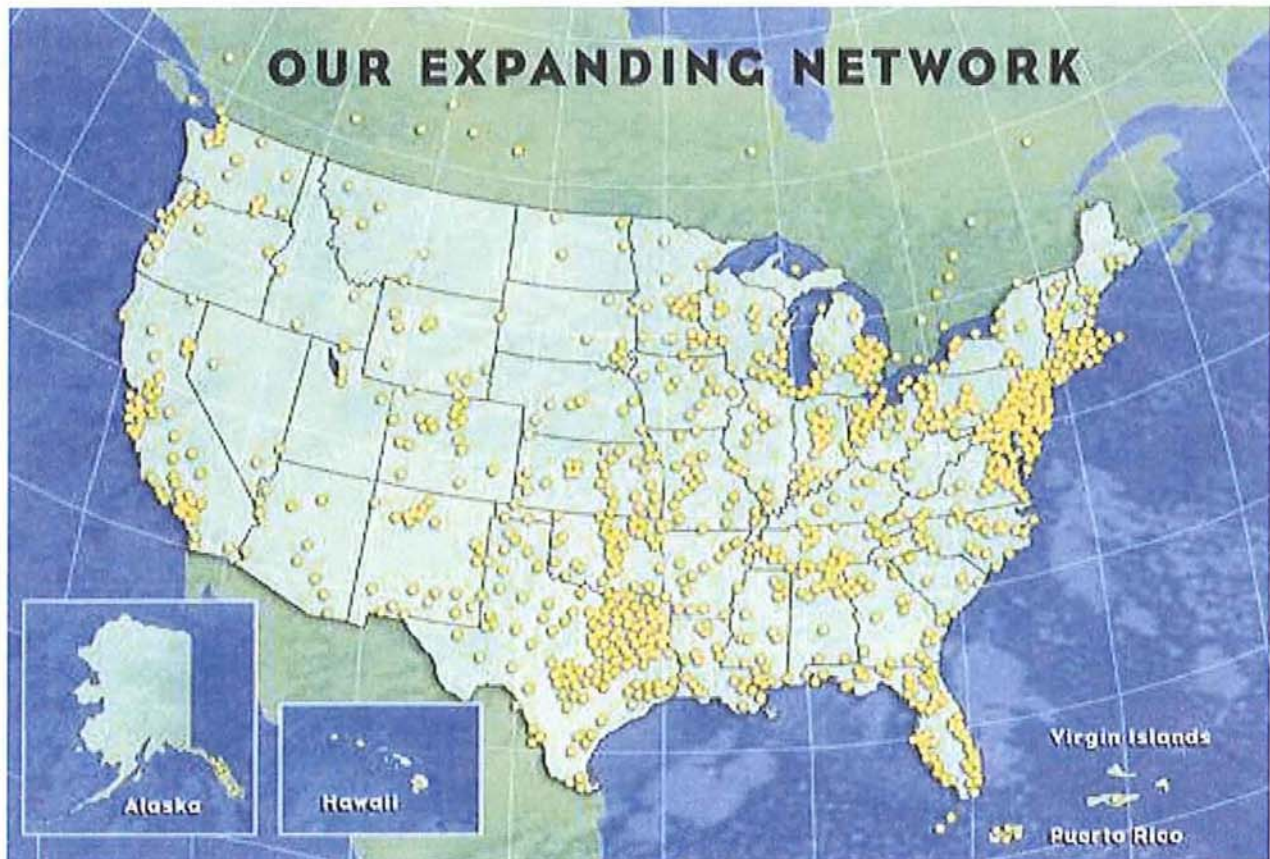 OUR EXPANDING NETWORK
Virgin Islands
Alaska
Hawaii
Puerto Rico